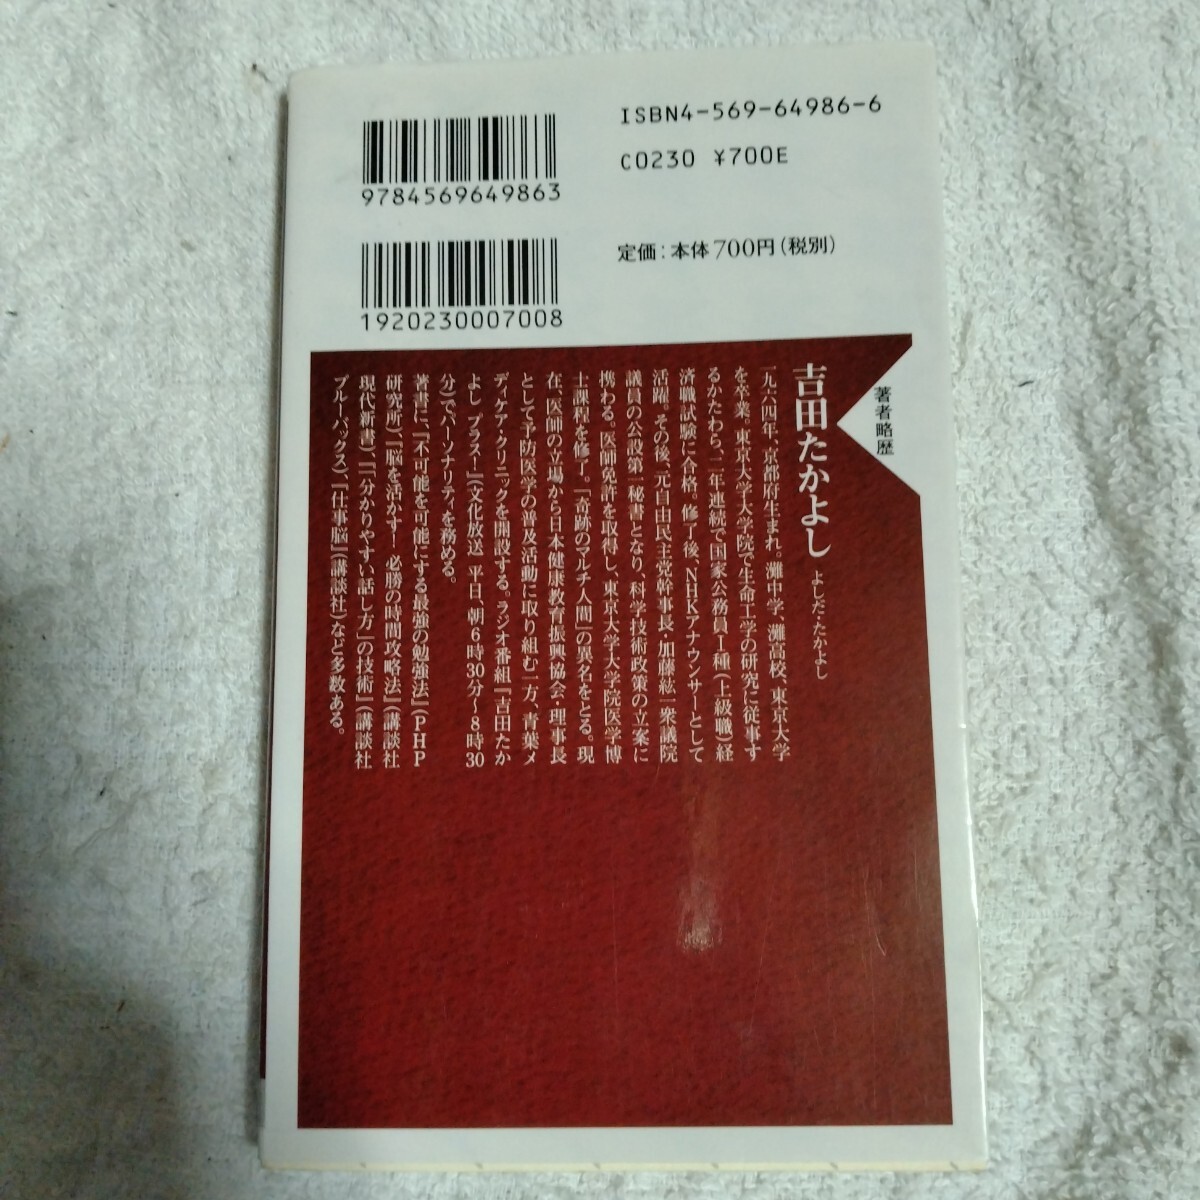 ISBN4-569-64986-6
C0230 ¥700E
9784569649863
定価：本体700円（税別）
1920230007008
著者略歴
吉田たかよし よしだ・たかよし
一九六四年、京都府生まれ。灘中学、灘高校、東京大学
を卒業。東京大学大学院で生命工学の研究に従事す
るかたわら、二年連続で国家公務員Ⅰ種（上級職）経
済職試験に合格。修了後、NHKアナウンサーとして
活躍。その後、元自由民主党幹事長・加藤紘一衆議院
議員の公設第一秘書となり、科学技術政策の立案に
携わる。医師免許を取得し、東京大学大学院医学博
士課程を修了。「奇跡のマルチ人間」の異名をとる。現
在、医師の立場から日本健康教育振興協会・理事長
として予防医学の普及活動に取り組む一方、青葉メ
ディケア・クリニックを開設する。ラジオ番組『吉田たか
よし プラス！』（文化放送 平日、朝6時30分～8時30
分）でパーソナリティを務める。
著書に、『不可能を可能にする最強の勉強法』（PHP
研究所）、『脳を活かす！ 必勝の時間攻略法』（講談社
現代新書）、『「分かりやすい話し方」の技術』（講談社
ブルーバックス）、『仕事脳』（講談社）など多数ある。